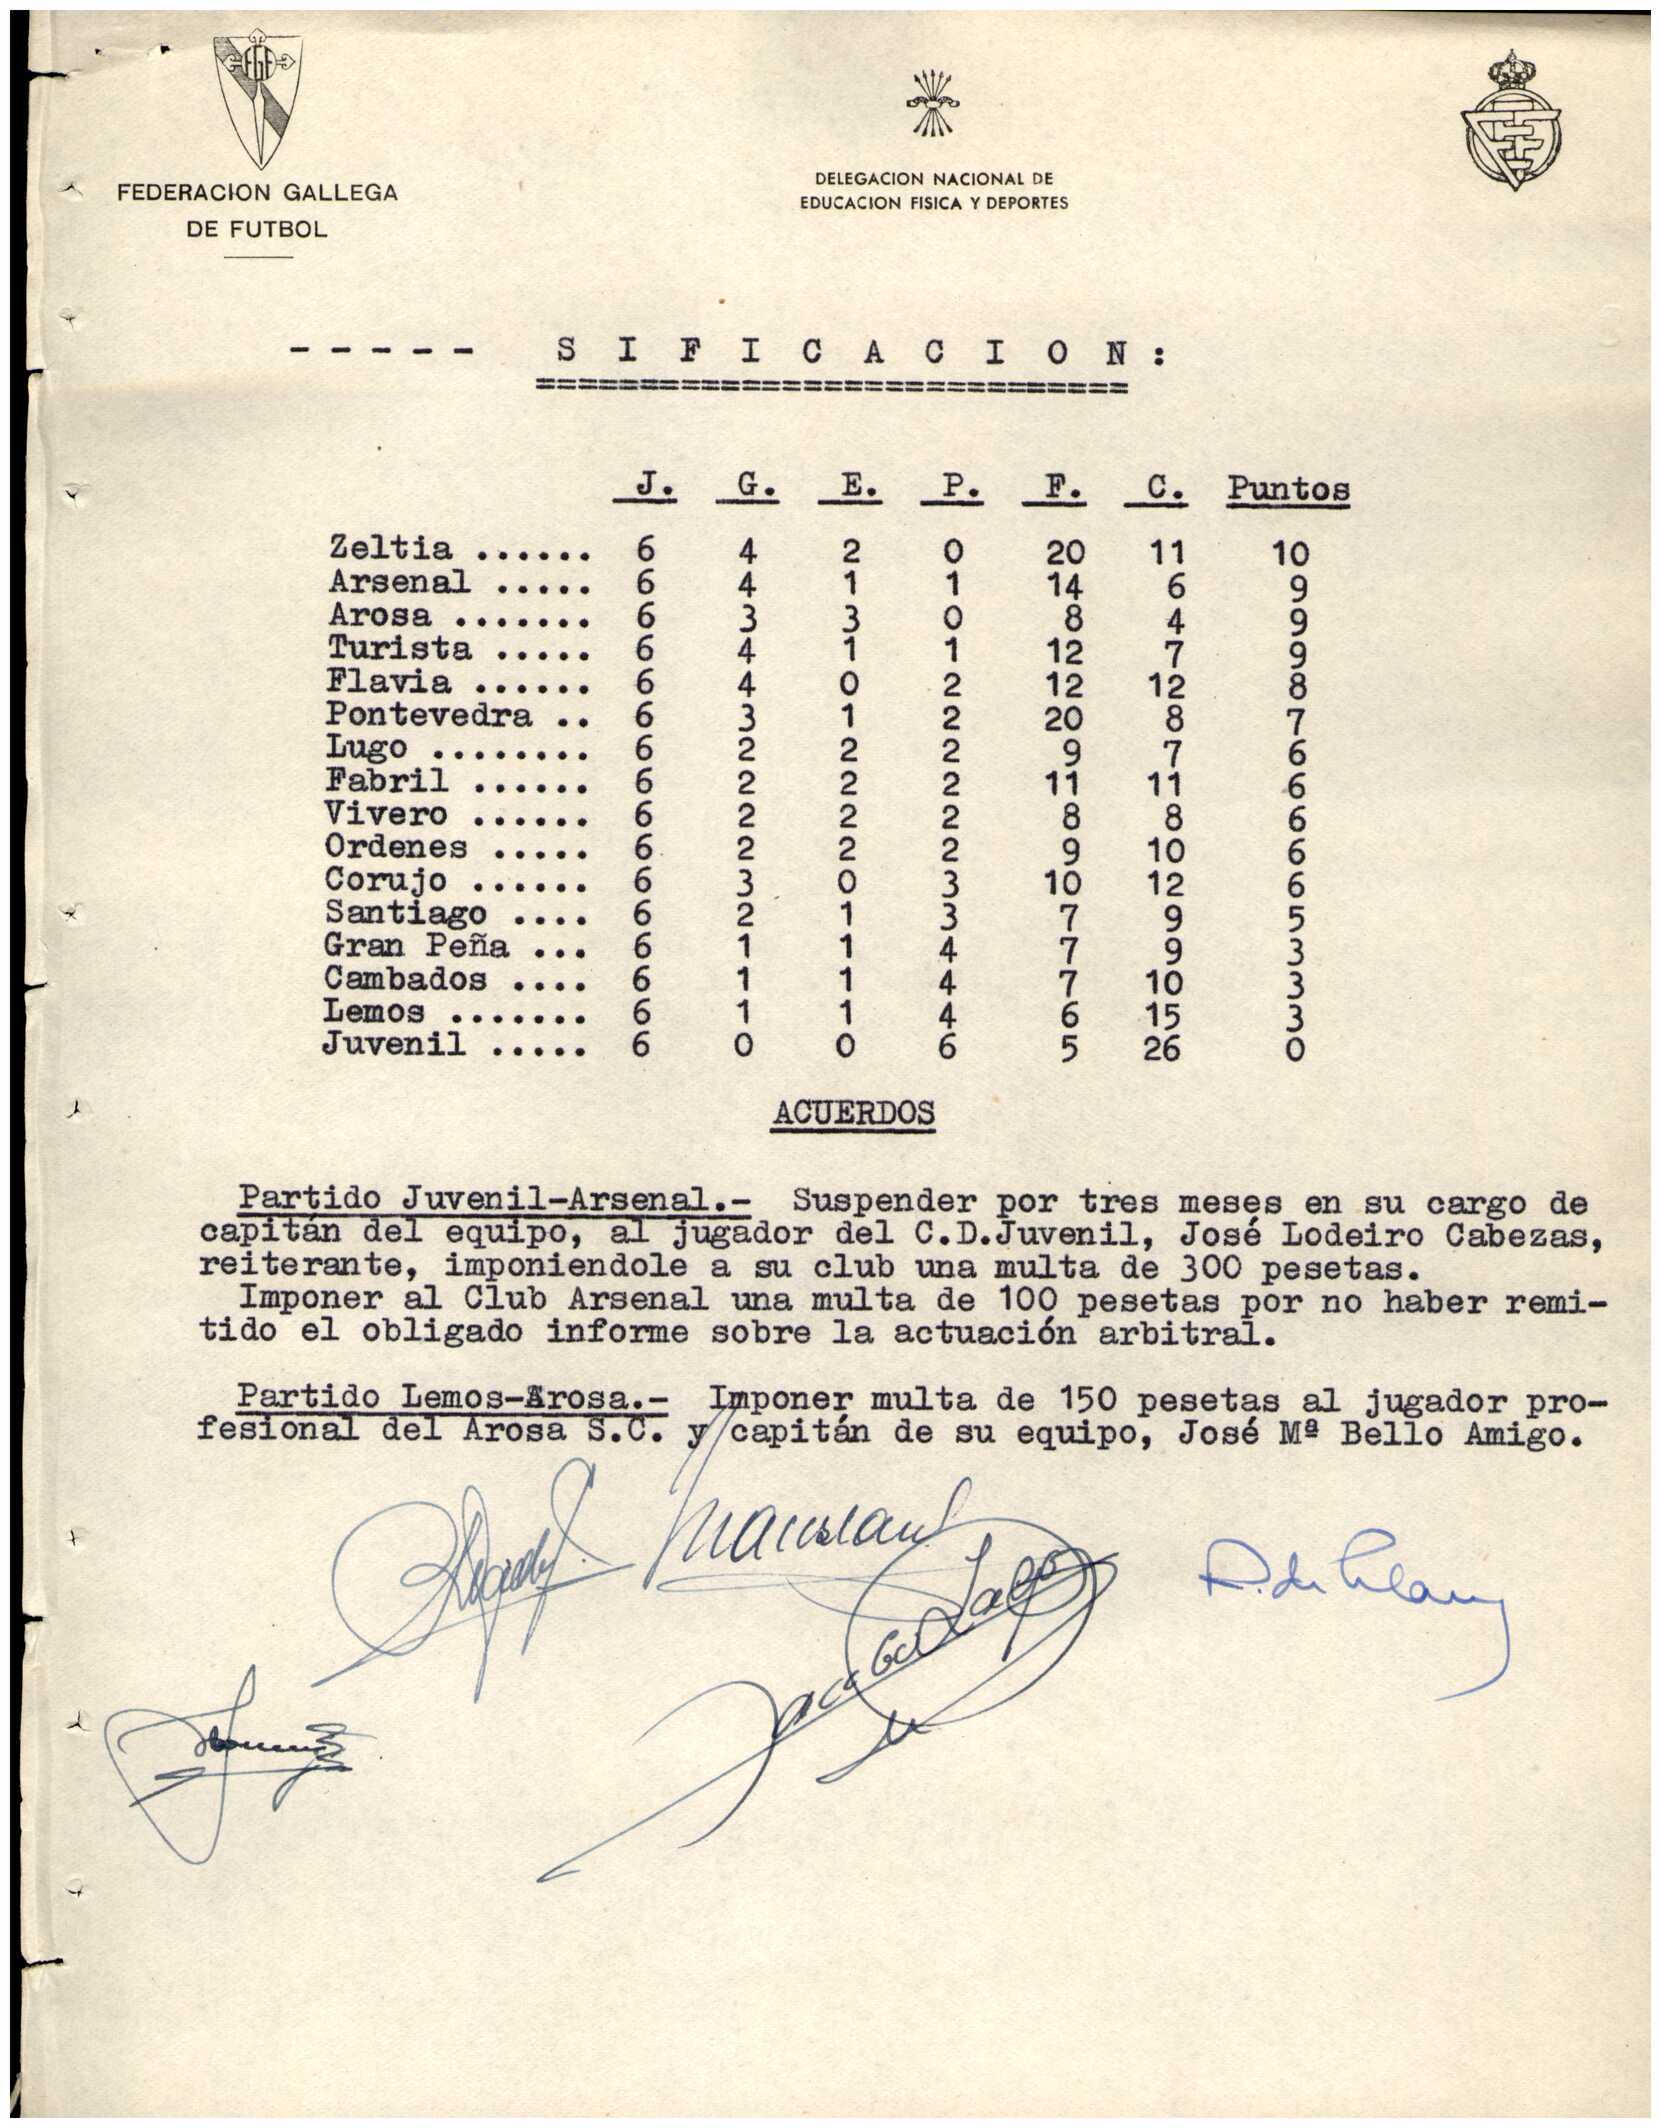 FGF
FEDERACION GALLEGA
DE FUTBOL
DELEGACION NACIONAL DE
EDUCACION FISICA Y DEPORTES
- - - - - S I F I C A C I O N :
=============================
J. G. E. P. F. C. Puntos
Zeltia ...... 6 4 2 0 20 11 10
Arsenal ..... 6 4 1 1 14 6 9
Arosa ....... 6 3 3 0 8 4 9
Turista ..... 6 4 1 1 12 7 9
Flavia ...... 6 4 0 2 12 12 8
Pontevedra .. 6 3 1 2 20 8 7
Lugo ........ 6 2 2 2 9 7 6
Fabril ...... 6 2 2 2 11 11 6
Vivero ...... 6 2 2 2 8 8 6
Ordenes ..... 6 2 2 2 9 10 6
Corujo ...... 6 3 0 3 10 12 6
Santiago .... 6 2 1 3 7 9 5
Gran Peña ... 6 1 1 4 7 9 3
Cambados .... 6 1 1 4 7 10 3
Lemos ....... 6 1 1 4 6 15 3
Juvenil ..... 6 0 0 6 5 26 0
ACUERDOS
Partido Juvenil-Arsenal.- Suspender por tres meses en su cargo de
capitán del equipo, al jugador del C.D.Juvenil, José Lodeiro Cabezas,
reiterante, imponiendole a su club una multa de 300 pesetas.
Imponer al Club Arsenal una multa de 100 pesetas por no haber remi-
tido el obligado informe sobre la actuación arbitral.
Partido Lemos-Arosa.- Imponer multa de 150 pesetas al jugador pro-
fesional del Arosa S.C. y capitán de su equipo, José Mª Bello Amigo.
Jacobo Lago